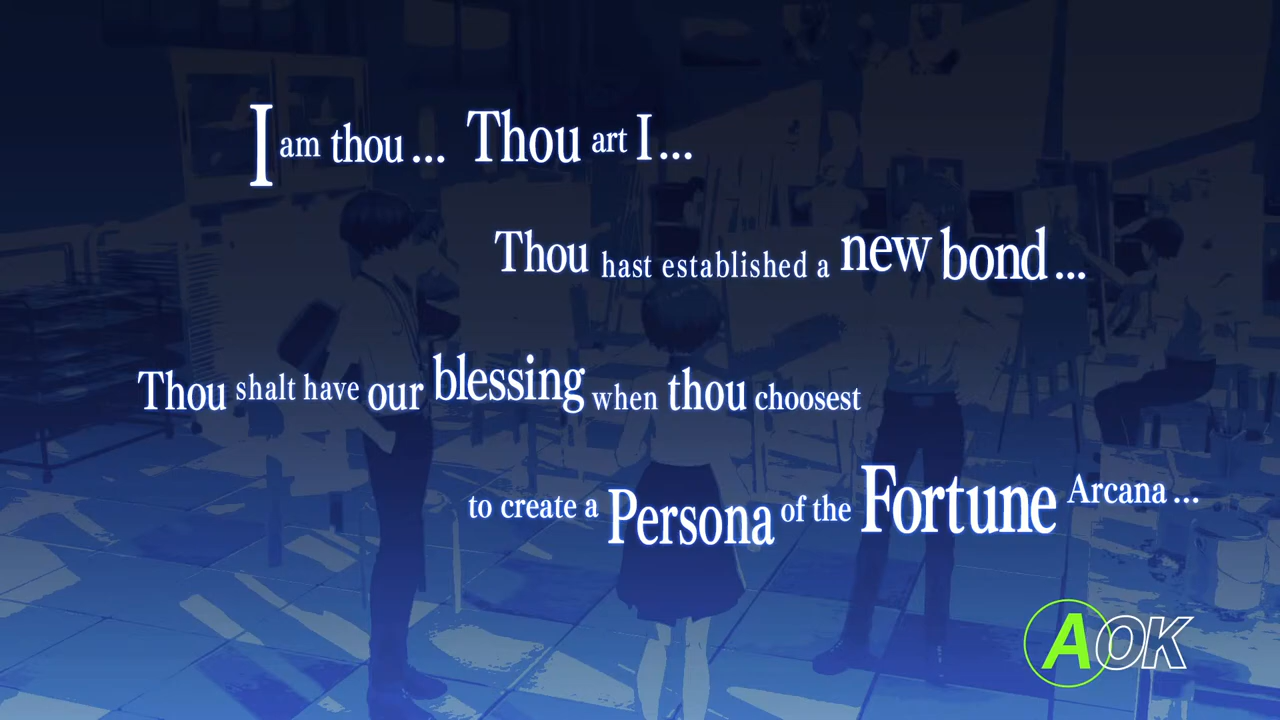 I am thou... Thou art I...
Thou hast established a new bond...
Thou shalt have our blessing when thou choosest
to create a Persona of the Fortune Arcana...
A OK